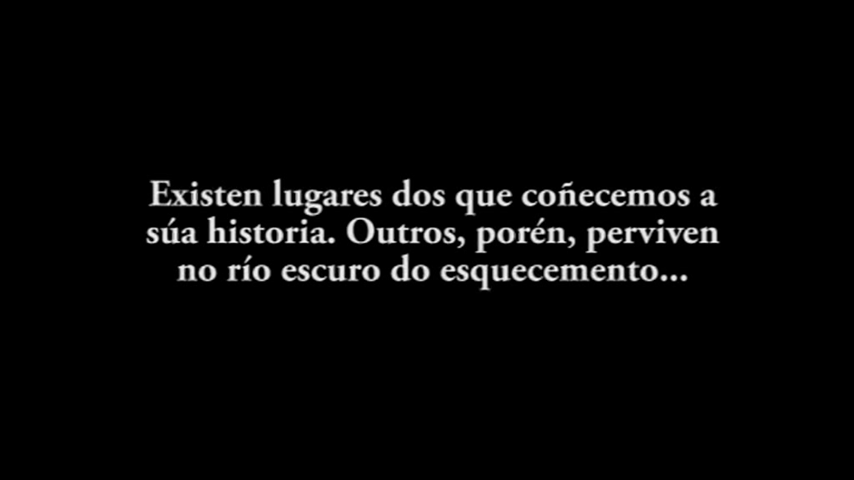 Existen lugares dos que coñecemos a
súa historia. Outros, porén, perviven
no río escuro do esquecemento...